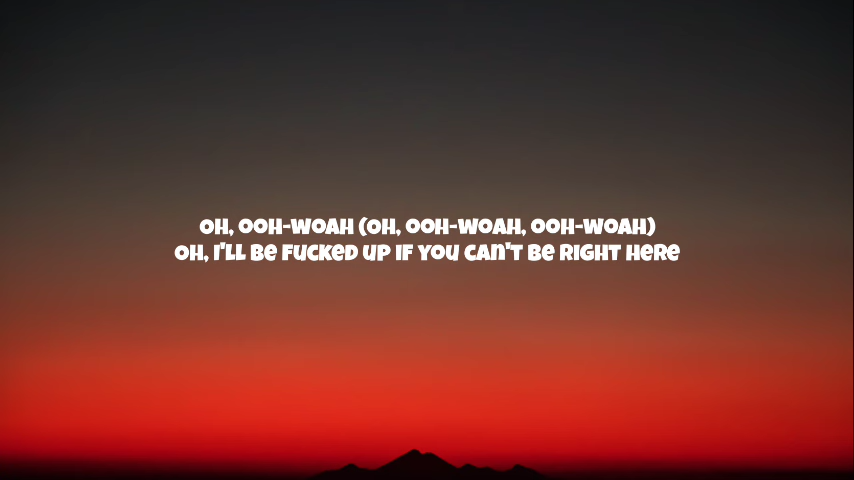 OH, OOH-WOAH (OH, OOH-WOAH, OOH-WOAH)
OH, I'LL BE FUCKED UP IF YOU CAN'T BE RIGHT HERE